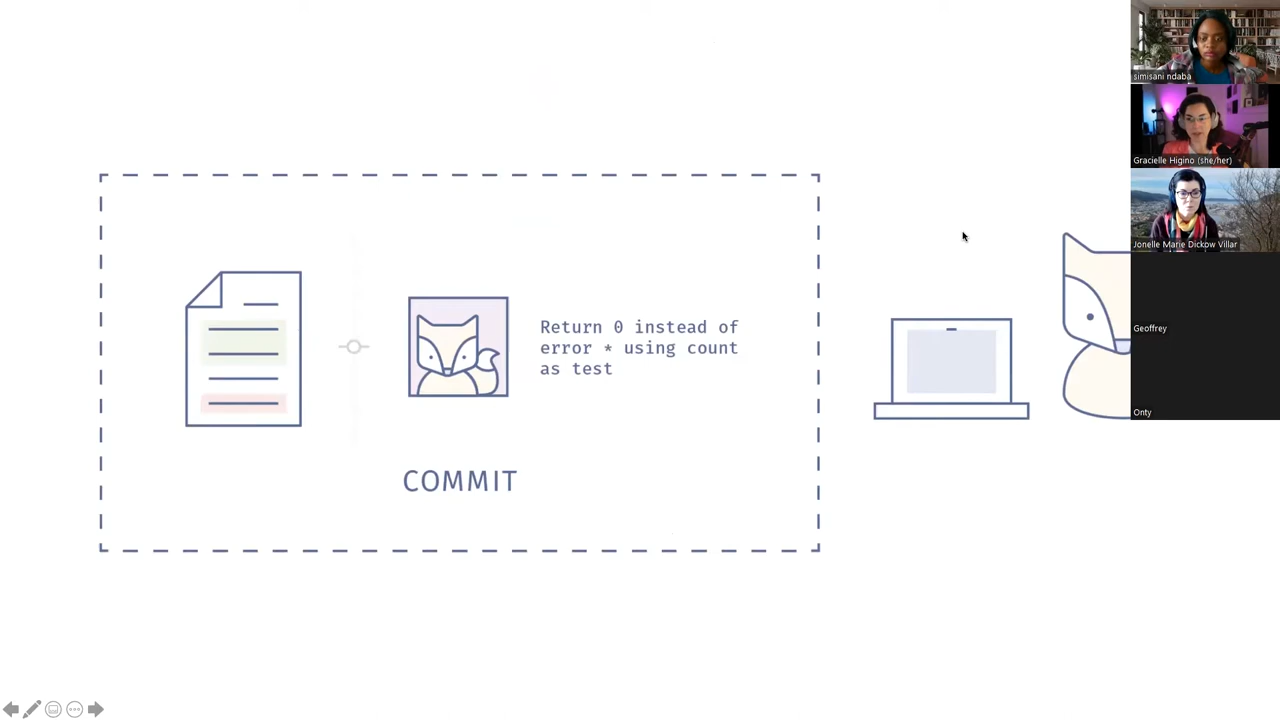 simisani ndaba
Gracielle Higino (she/her)
Jonelle Marie Dickow Villar
Geoffrey
Onty
Return 0 instead of
error * using count
as test
COMMIT